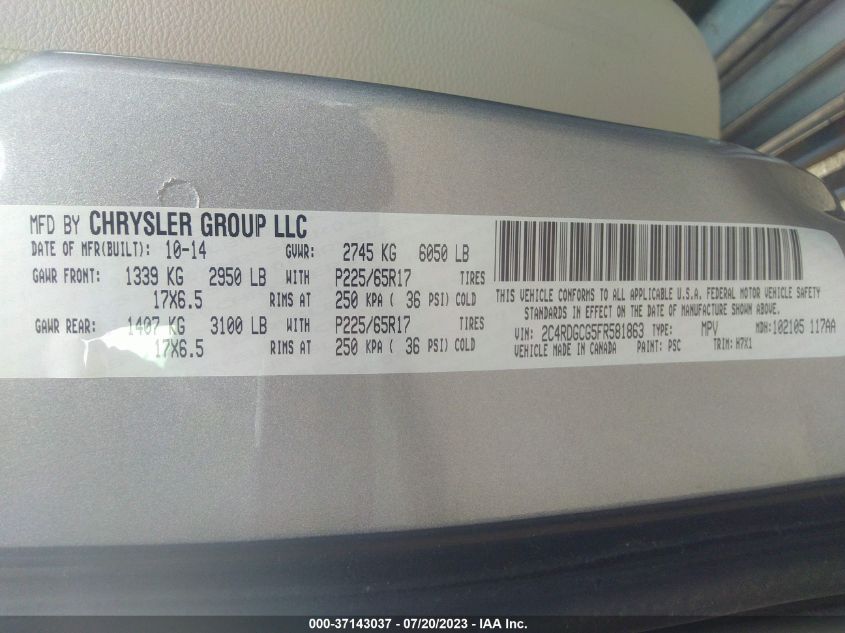 MFD BY CHRYSLER GROUP LLC
DATE OF MFR(BUILT): 10-14 GVWR: 2745 KG 6050 LB
GAWR FRONT: 1339 KG 2950 LB WITH P225/65R17 TIRES
17X6.5 RIMS AT 250 KPA ( 36 PSI) COLD
GAWR REAR: 1407 KG 3100 LB WITH P225/65R17 TIRES
17X6.5 RIMS AT 250 KPA ( 36 PSI) COLD
THIS VEHICLE CONFORMS TO ALL APPLICABLE U.S.A. FEDERAL MOTOR VEHICLE SAFETY
STANDARDS IN EFFECT ON THE DATE OF MANUFACTURE SHOWN ABOVE.
VIN: 2C4RDGCG5FR581863 TYPE: MPV MDH: 102105 117AA
VEHICLE MADE IN CANADA PAINT: PSC TRIM: H7X1
000-37143037 - 07/20/2023 - IAA Inc.